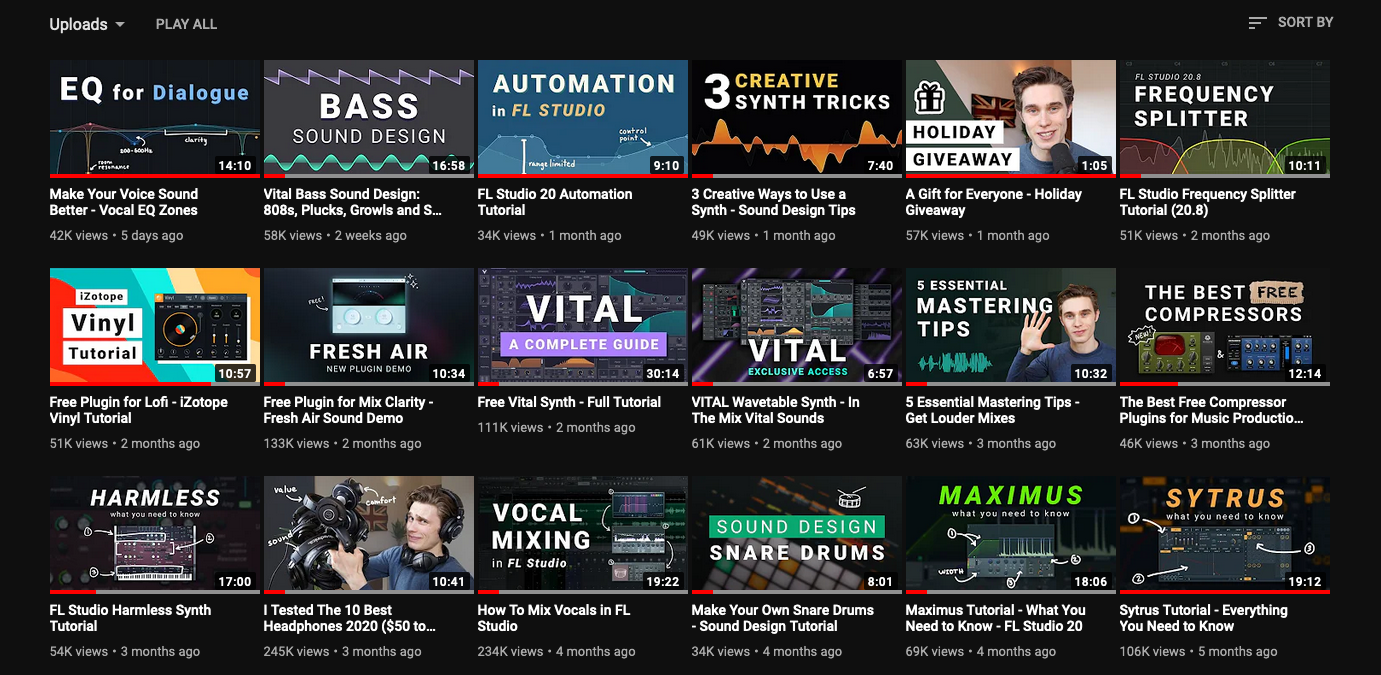 Uploads PLAY ALL SORT BY
EQ for Dialogue
clarity
200-600Hz
room
resonance
14:10
BASS
SOUND DESIGN
16:58
AUTOMATION
in FL STUDIO
control
point
range limited
9:10
3 CREATIVE
SYNTH TRICKS
7:40
HOLIDAY
GIVEAWAY
1:05
FL STUDIO 20.8
FREQUENCY
SPLITTER
10:11
Make Your Voice Sound
Better - Vocal EQ Zones
42K views • 5 days ago
Vital Bass Sound Design:
808s, Plucks, Growls and S...
58K views • 2 weeks ago
FL Studio 20 Automation
Tutorial
34K views • 1 month ago
3 Creative Ways to Use a
Synth - Sound Design Tips
49K views • 1 month ago
A Gift for Everyone - Holiday
Giveaway
57K views • 1 month ago
FL Studio Frequency Splitter
Tutorial (20.8)
51K views • 2 months ago
iZotope
Vinyl
Tutorial
10:57
FREE!
FRESH AIR
NEW PLUGIN DEMO
10:34
VITAL
A COMPLETE GUIDE
30:14
VITAL
EXCLUSIVE ACCESS
6:57
5 ESSENTIAL
MASTERING
TIPS
10:32
THE BEST FREE
COMPRESSORS
NEW!
&
12:14
Free Plugin for Lofi - iZotope
Vinyl Tutorial
51K views • 2 months ago
Free Plugin for Mix Clarity -
Fresh Air Sound Demo
133K views • 2 months ago
Free Vital Synth - Full Tutorial
111K views • 2 months ago
VITAL Wavetable Synth - In
The Mix Vital Sounds
61K views • 2 months ago
5 Essential Mastering Tips -
Get Louder Mixes
63K views • 3 months ago
The Best Free Compressor
Plugins for Music Productio...
46K views • 3 months ago
HARMLESS
what you need to know
1
2
3
17:00
value
comfort
sound
10:41
VOCAL
MIXING
in FL Studio
19:22
SOUND DESIGN
SNARE DRUMS
8:01
MAXIMUS
what you need to know
1
2
3
WIDTH
18:06
SYTRUS
what you need to know
1
2
3
19:12
FL Studio Harmless Synth
Tutorial
54K views • 3 months ago
I Tested The 10 Best
Headphones 2020 ($50 to...
245K views • 3 months ago
How To Mix Vocals in FL
Studio
234K views • 4 months ago
Make Your Own Snare Drums
- Sound Design Tutorial
34K views • 4 months ago
Maximus Tutorial - What You
Need to Know - FL Studio 20
69K views • 4 months ago
Sytrus Tutorial - Everything
You Need to Know
106K views • 5 months ago